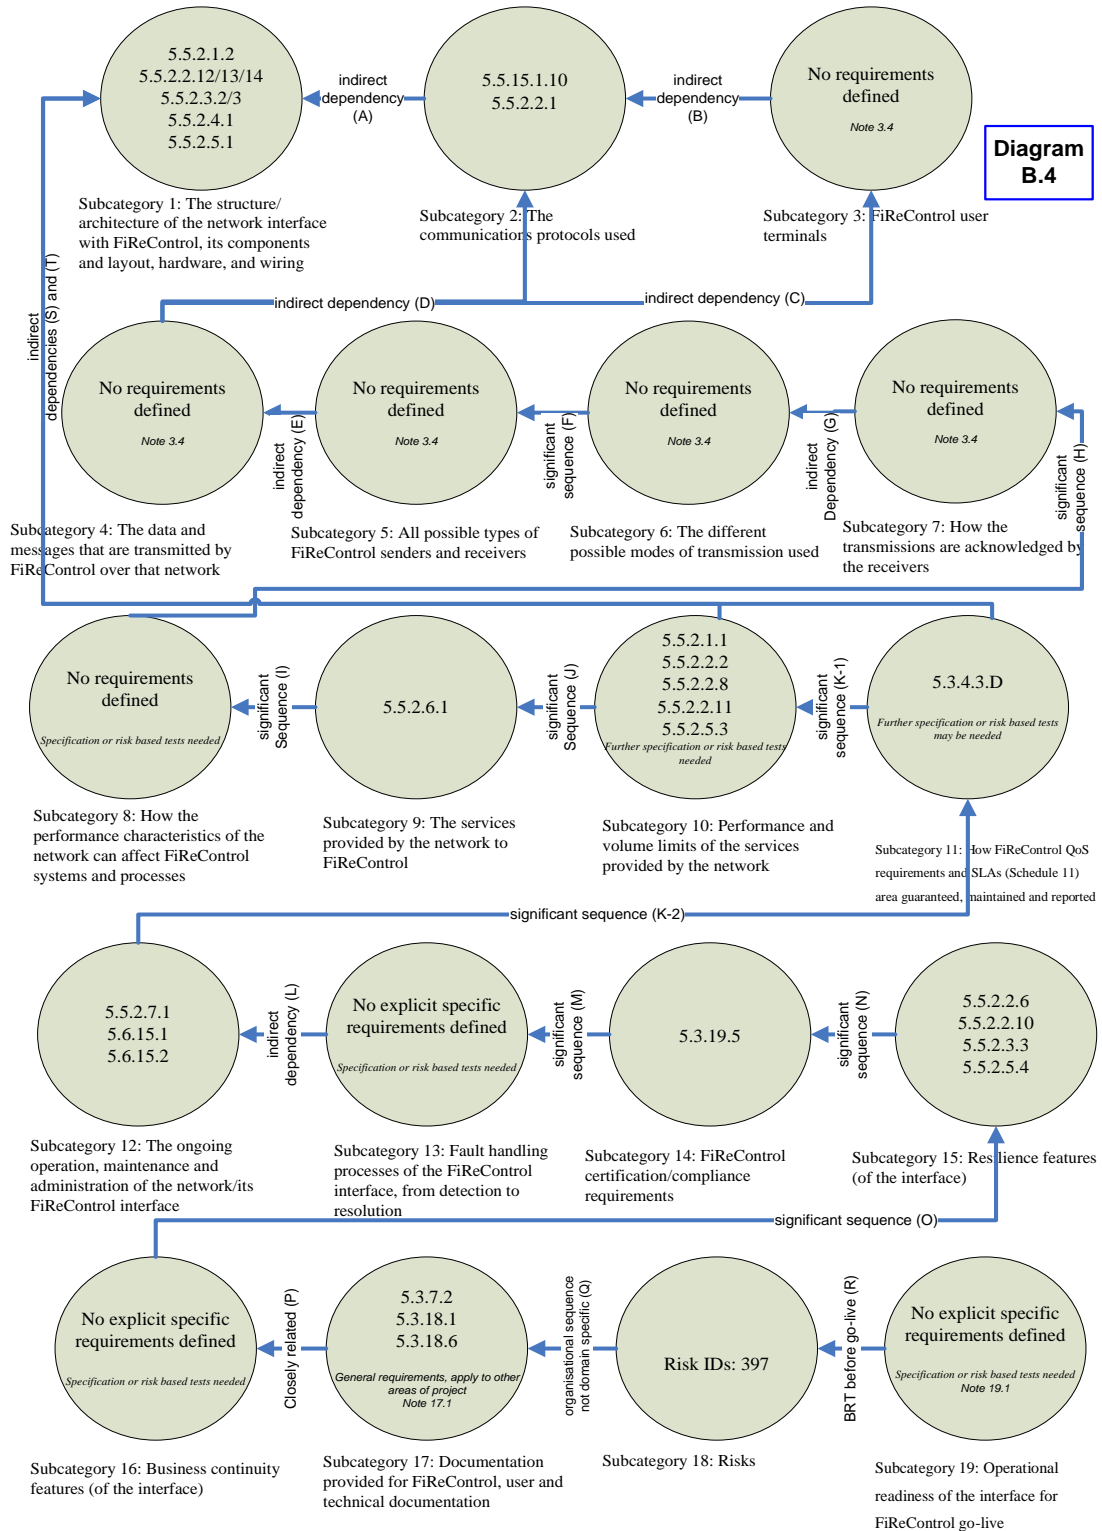 5.5.2.1.2
5.5.2.2.12/13/14
5.5.2.3.2/3
5.5.2.4.1
5.5.2.5.1
indirect
dependency
(A)
5.5.15.1.10
5.5.2.2.1
indirect
dependency
(B)
No requirements
defined
Note 3.4
Diagram
B.4
Subcategory 1: The structure/
architecture of the network interface
with FiReControl, its components
and layout, hardware, and wiring
Subcategory 2: The
communications protocols used
Subcategory 3: FiReControl user
terminals
indirect
dependencies (S) and (T)
indirect dependency (D)
indirect dependency (C)
No requirements
defined
Note 3.4
indirect
dependency (E)
No requirements
defined
Note 3.4
significant
sequence (F)
No requirements
defined
Note 3.4
indirect
Dependency (G)
No requirements
defined
Note 3.4
significant
sequence (H)
Subcategory 4: The data and
messages that are transmitted by
FiReControl over that network
Subcategory 5: All possible types of
FiReControl senders and receivers
Subcategory 6: The different
possible modes of transmission used
Subcategory 7: How the
transmissions are acknowledged by
the receivers
No requirements
defined
Specification or risk based tests needed
significant
Sequence (I)
5.5.2.6.1
significant
Sequence (J)
5.5.2.1.1
5.5.2.2.2
5.5.2.2.8
5.5.2.2.11
5.5.2.5.3
Further specification or risk based tests
needed
significant
sequence (K-1)
5.3.4.3.D
Further specification or risk based tests
may be needed
Subcategory 8: How the
performance characteristics of the
network can affect FiReControl
systems and processes
Subcategory 9: The services
provided by the network to
FiReControl
Subcategory 10: Performance and
volume limits of the services
provided by the network
Subcategory 11: How FiReControl QoS
requirements and SLAs (Schedule 11)
area guaranteed, maintained and reported
significant sequence (K-2)
5.5.2.7.1
5.6.15.1
5.6.15.2
indirect
dependency (L)
No explicit specific
requirements defined
Specification or risk based tests needed
significant
sequence (M)
5.3.19.5
significant
sequence (N)
5.5.2.2.6
5.5.2.2.10
5.5.2.3.3
5.5.2.5.4
Subcategory 12: The ongoing
operation, maintenance and
administration of the network/its
FiReControl interface
Subcategory 13: Fault handling
processes of the FiReControl
interface, from detection to
resolution
Subcategory 14: FiReControl
certification/compliance
requirements
Subcategory 15: Resilience features
(of the interface)
significant sequence (O)
No explicit specific
requirements defined
Specification or risk based tests needed
Closely related (P)
5.3.7.2
5.3.18.1
5.3.18.6
General requirements, apply to other
areas of project
Note 17.1
organisational sequence
not domain specific (Q)
Risk IDs: 397
BRT before go-live (R)
No explicit specific
requirements defined
Specification or risk based tests needed
Note 19.1
Subcategory 16: Business continuity
features (of the interface)
Subcategory 17: Documentation
provided for FiReControl, user and
technical documentation
Subcategory 18: Risks
Subcategory 19: Operational
readiness of the interface for
FiReControl go-live